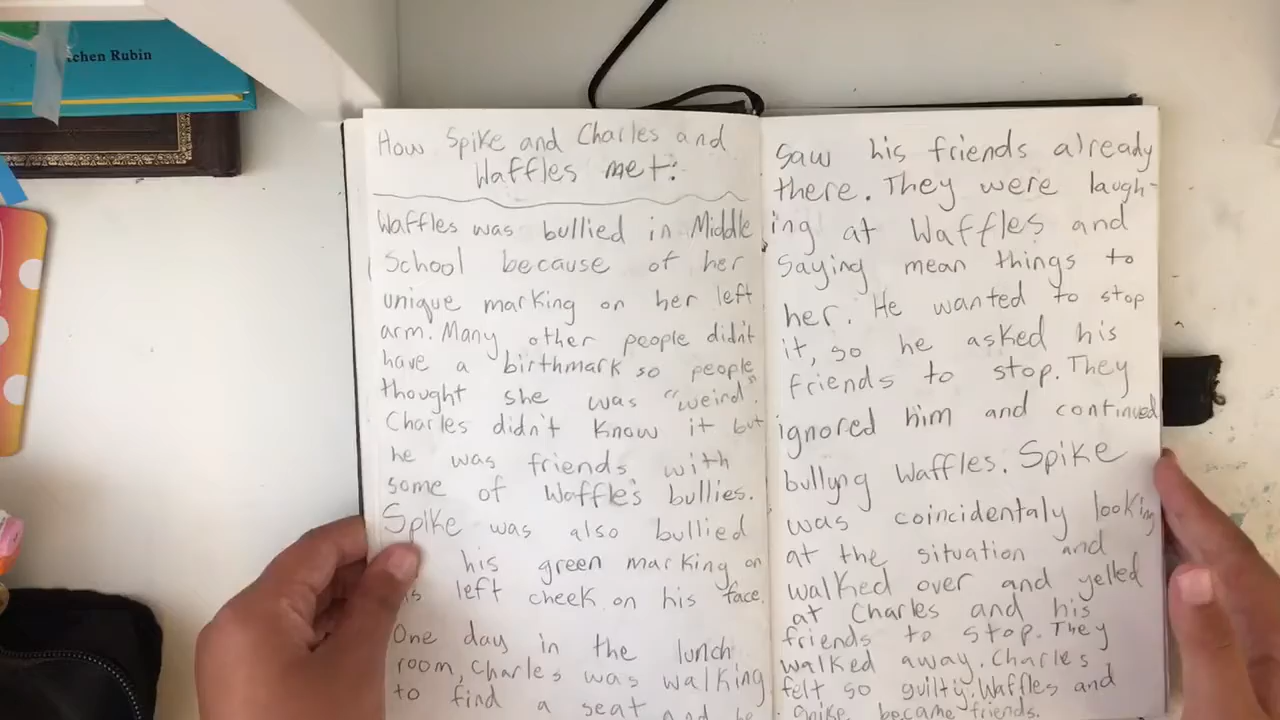 chen Rubin
How Spike and Charles and
Waffles met:
Waffles was bullied in Middle
School because of her
unique marking on her left
arm. Many other people didn't
have a birthmark so people
thought she was "weird".
Charles didn't know it but
he was friends with
some of Waffle's bullies.
Spike was also bullied
his green marking on
left cheek on his face.
One day in the lunch
room, Charles was walking
to find a seat and he
saw his friends already
there. They were laugh-
ing at Waffles and
saying mean things to
her. He wanted to stop
it, so he asked his
friends to stop. They
ignored him and continued
bullyng Waffles. Spike
was coincidentaly looking
at the situation and
walked over and yelled
at Charles and his
friends to stop. They
walked away. Charles
felt so guilty. Waffles and
Spike became friends.